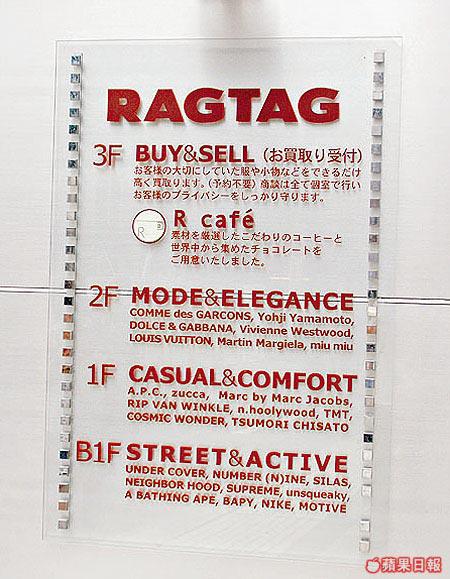 RAGTAG
3F BUY&SELL (お買取り受付)
お客様の大切にしていた服や小物などをできるだけ
高く買取ります。(予約不要) 商談は全て個室で行い
お客様のプライバシーをしっかり守ります。
R R café
素材を厳選したこだわりのコーヒーと
世界中から集めたチョコレートを
ご用意いたしました。
2F MODE&ELEGANCE
COMME des GARCONS, Yohji Yamamoto,
DOLCE & GABBANA, Vivienne Westwood,
LOUIS VUITTON, Martin Margiela, miu miu
1F CASUAL&COMFORT
A.P.C., zucca, Marc by Marc Jacobs,
RIP VAN WINKLE, n.hoolywood, TMT,
COSMIC WONDER, TSUMORI CHISATO
B1F STREET&ACTIVE
UNDER COVER, NUMBER (N)INE, SILAS,
NEIGHBOR HOOD, SUPREME, unsqueaky,
A BATHING APE, BAPY, NIKE, MOTIVE
蘋果日報